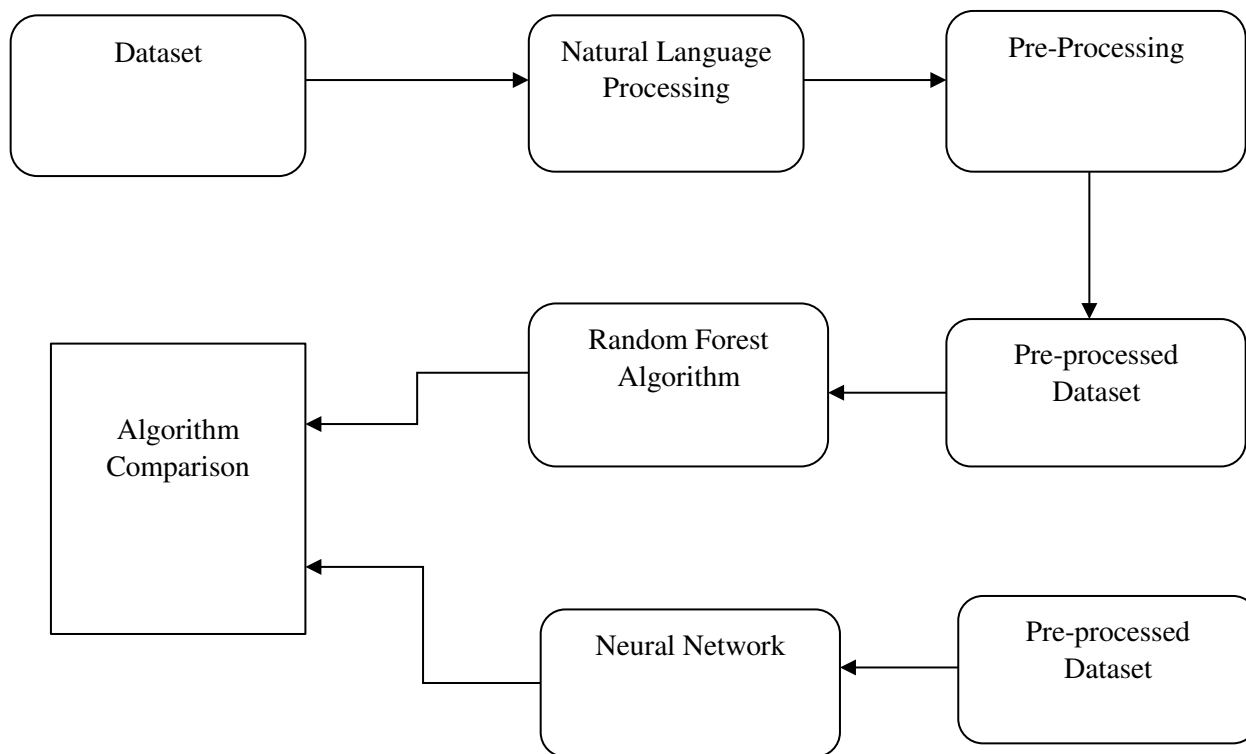 Dataset
Natural Language
Processing
Pre-Processing
Random Forest
Algorithm
Pre-processed
Dataset
Algorithm
Comparison
Neural Network
Pre-processed
Dataset